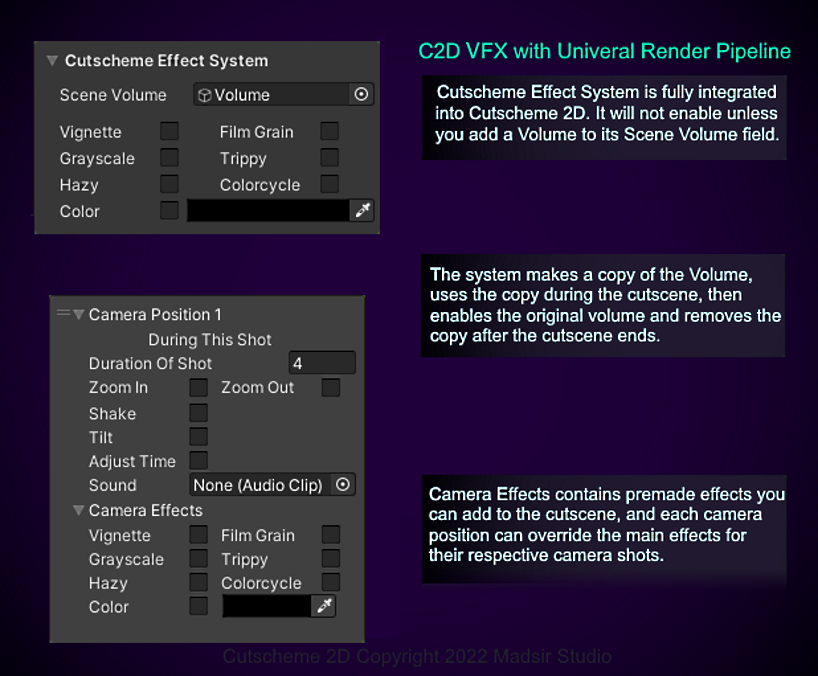 Cutscheme Effect System
Scene Volume Volume
Vignette Film Grain
Grayscale Trippy
Hazy Colorcycle
Color
C2D VFX with Univeral Render Pipeline
Cutscheme Effect System is fully integrated
into Cutscheme 2D. It will not enable unless
you add a Volume to its Scene Volume field.
The system makes a copy of the Volume,
uses the copy during the cutscene, then
enables the original volume and removes the
copy after the cutscene ends.
Camera Position 1
During This Shot
Duration Of Shot 4
Zoom In Zoom Out
Shake
Tilt
Adjust Time
Sound None (Audio Clip)
Camera Effects
Vignette Film Grain
Grayscale Trippy
Hazy Colorcycle
Color
Camera Effects contains premade effects you
can add to the cutscene, and each camera
position can override the main effects for
their respective camera shots.
Cutscheme 2D Copyright 2022 Madsir Studio